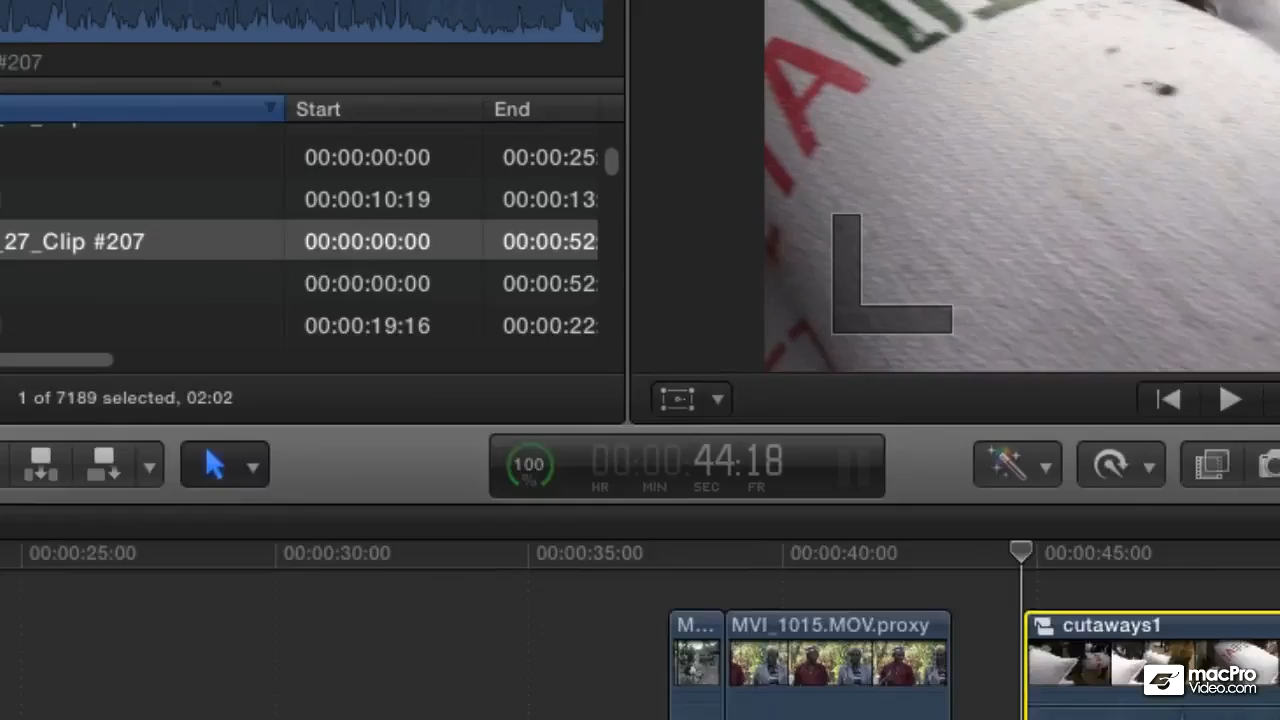 #207
Start End
00:00:00:00 00:00:25:
00:00:10:19 00:00:13:
_27_Clip #207 00:00:00:00 00:00:52:
00:00:00:00 00:00:52:
00:00:19:16 00:00:22:
1 of 7189 selected, 02:02
100 % 00:00:44:18
HR MIN SEC FR
00:00:25:00 00:00:30:00 00:00:35:00 00:00:40:00 00:00:45:00
M... MVI_1015.MOV.proxy cutaways1
macPro
Video.com